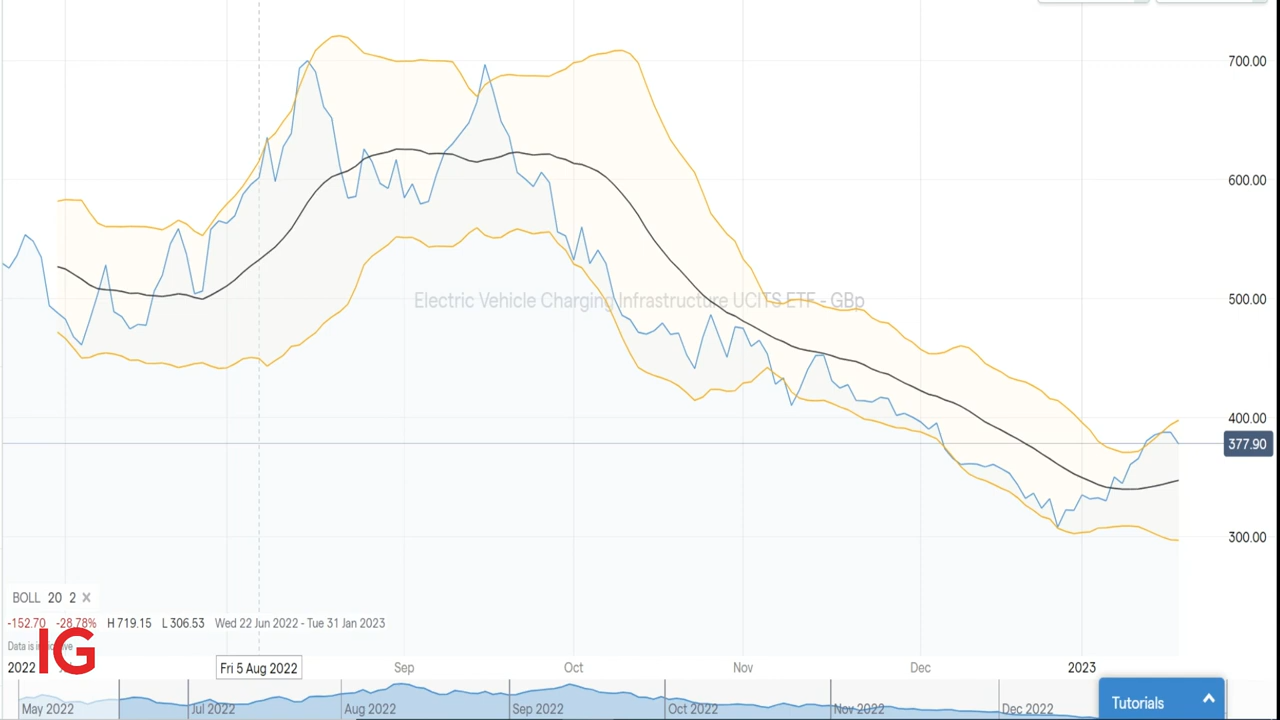 700.00
600.00
500.00
Electric Vehicle Charging Infrastructure UCITS ETF - GBp
400.00
377.90
300.00
BOLL 20 2 X
-152.70 -28.78% H 719.15 L 306.53 Wed 22 Jun 2022 - Tue 31 Jan 2023
Data is
IG
2022 Fri 5 Aug 2022 Sep Oct Nov Dec 2023
May 2022 Jul 2022 Aug 2022 Sep 2022 Oct 2022 Nov 2022 Dec 2022 Tutorials